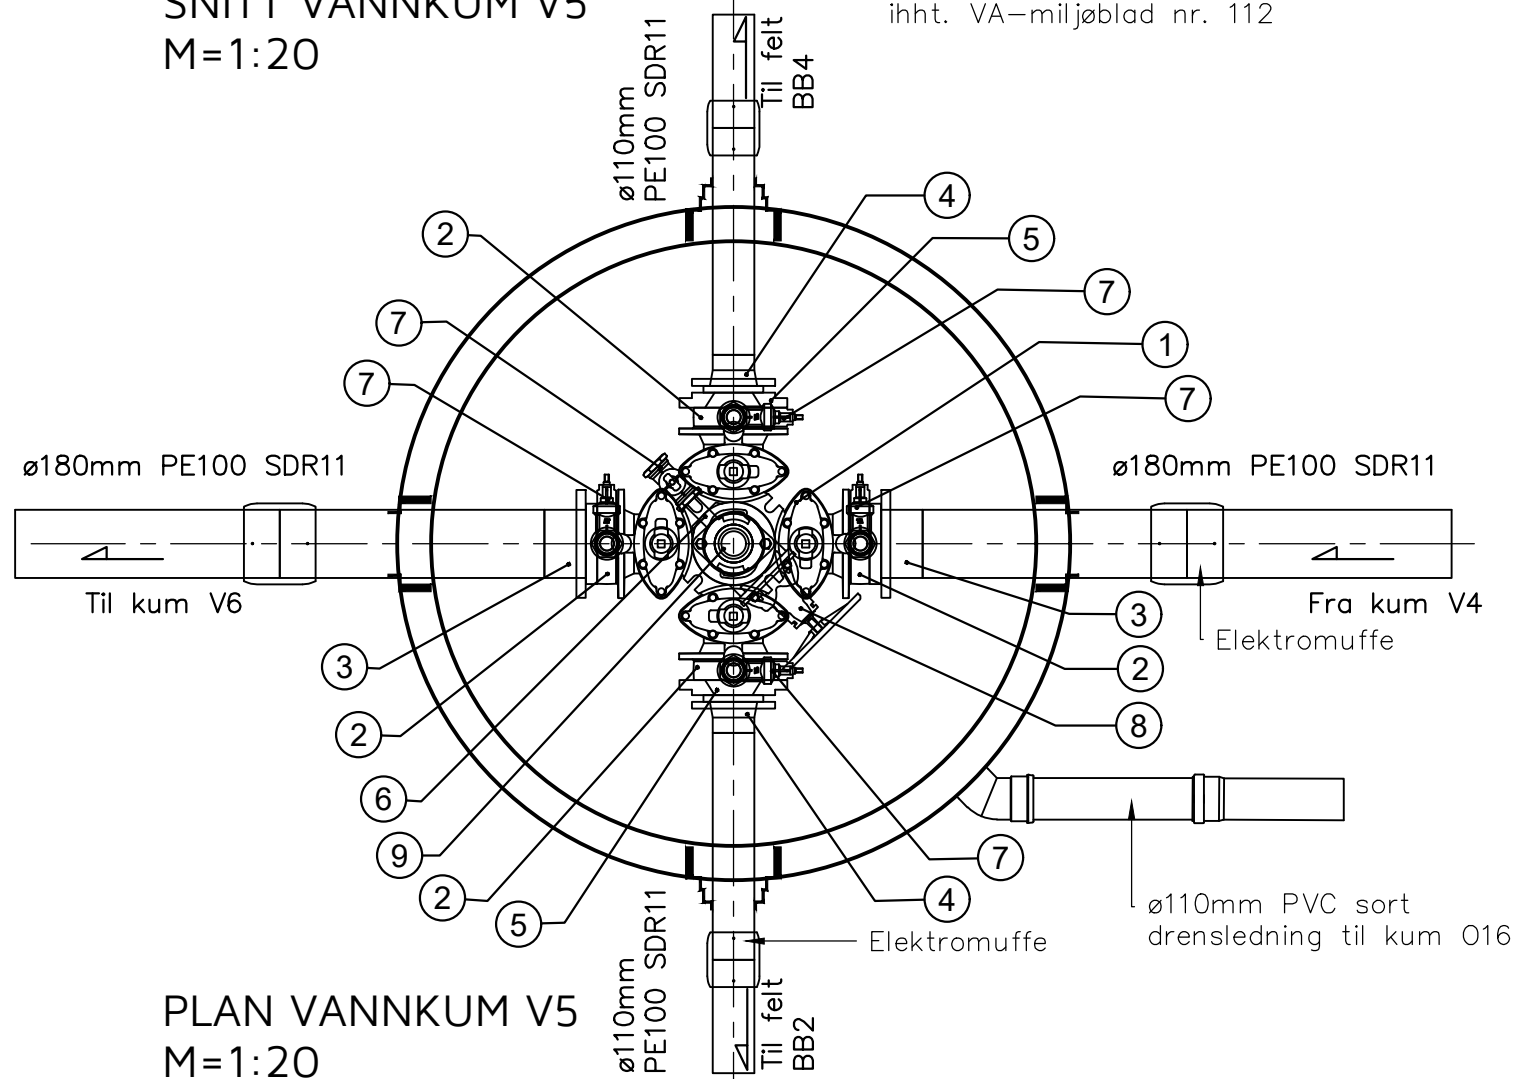 SNITT VANNKUM V5
M=1:20
ihht. VA-miljøblad nr. 112
ø110mm
PE100 SDR11
Til felt
BB4
4
2
5
7
7
1
7
7
ø180mm PE100 SDR11
ø180mm PE100 SDR11
Til kum V6
Fra kum V4
3
Elektromuffe
3
2
2
8
6
9
7
2
4
5
ø110mm PVC sort
drensledning til kum O16
Elektromuffe
ø110mm
PE100 SDR11
Til felt
BB2
PLAN VANNKUM V5
M=1:20